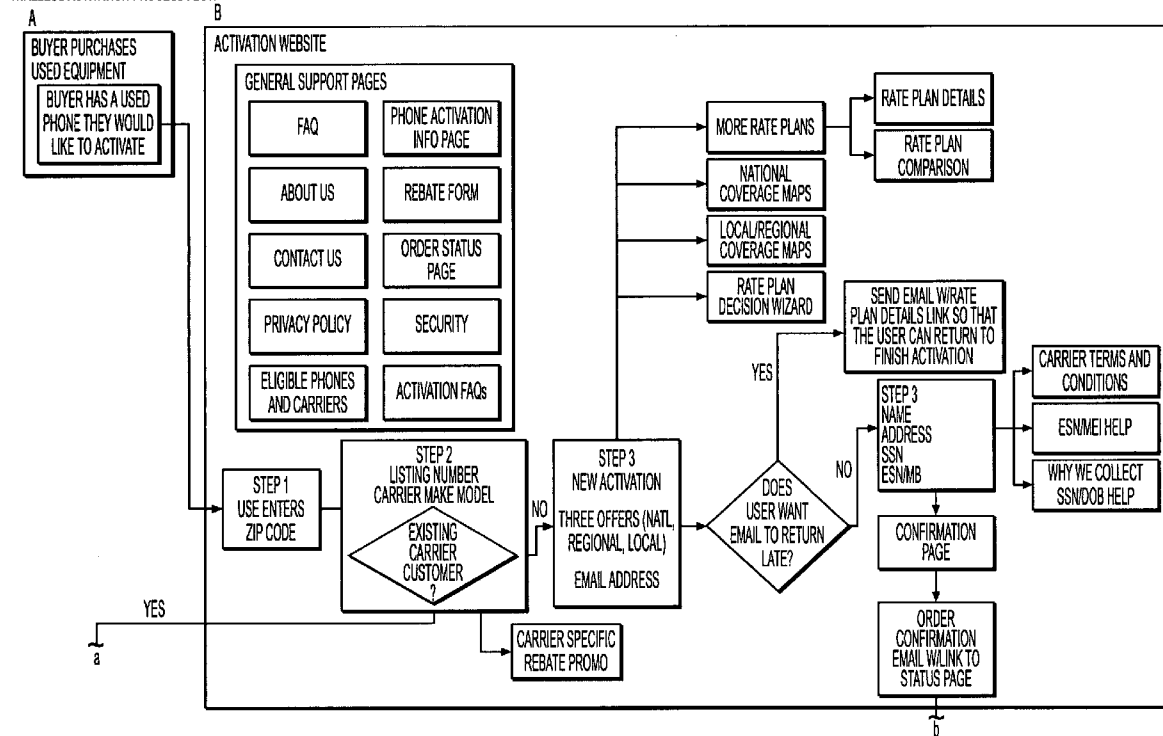 A
B
BUYER PURCHASES
USED EQUIPMENT
BUYER HAS A USED
PHONE THEY WOULD
LIKE TO ACTIVATE
ACTIVATION WEBSITE
GENERAL SUPPORT PAGES
FAQ
PHONE ACTIVATION
INFO PAGE
ABOUT US
REBATE FORM
CONTACT US
ORDER STATUS
PAGE
PRIVACY POLICY
SECURITY
ELIGIBLE PHONES
AND CARRIERS
ACTIVATION FAQs
MORE RATE PLANS
RATE PLAN DETAILS
RATE PLAN
COMPARISON
NATIONAL
COVERAGE MAPS
LOCAL/REGIONAL
COVERAGE MAPS
RATE PLAN
DECISION WIZARD
SEND EMAIL W/RATE
PLAN DETAILS LINK SO THAT
THE USER CAN RETURN TO
FINISH ACTIVATION
YES
STEP 1
USE ENTERS
ZIP CODE
STEP 2
LISTING NUMBER
CARRIER MAKE MODEL
EXISTING
CARRIER
CUSTOMER
?
NO
YES
a
CARRIER SPECIFIC
REBATE PROMO
STEP 3
NEW ACTIVATION
THREE OFFERS (NATL,
REGIONAL, LOCAL)
EMAIL ADDRESS
DOES
USER WANT
EMAIL TO RETURN
LATE?
NO
STEP 3
NAME
ADDRESS
SSN
ESN/MB
CARRIER TERMS AND
CONDITIONS
ESN/MEI HELP
WHY WE COLLECT
SSN/DOB HELP
CONFIRMATION
PAGE
ORDER
CONFIRMATION
EMAIL W/LINK TO
STATUS PAGE
b